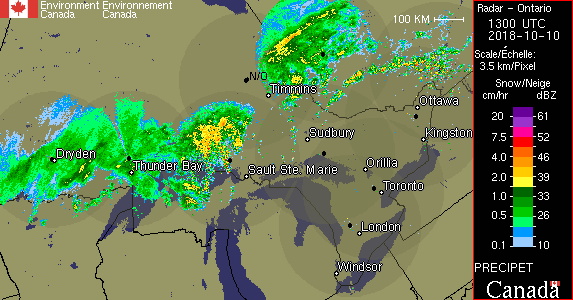 Environment Environnement
Canada Canada
100 KM
N/O
Timmins
Ottawa
Sudbury
Kingston
Dryden
Thunder Bay
Sault Ste. Marie
Orillia
Toronto
London
Windsor
Radar - Ontario
1300 UTC
2018-10-10
Scale/Échelle:
3.5 km/Pixel
Snow/Neige
cm/hr dBZ
20 61
7.5 52
4.0 46
2.0 39
1.0 33
0.5 26
0.1 10
PRECIPET
Canada